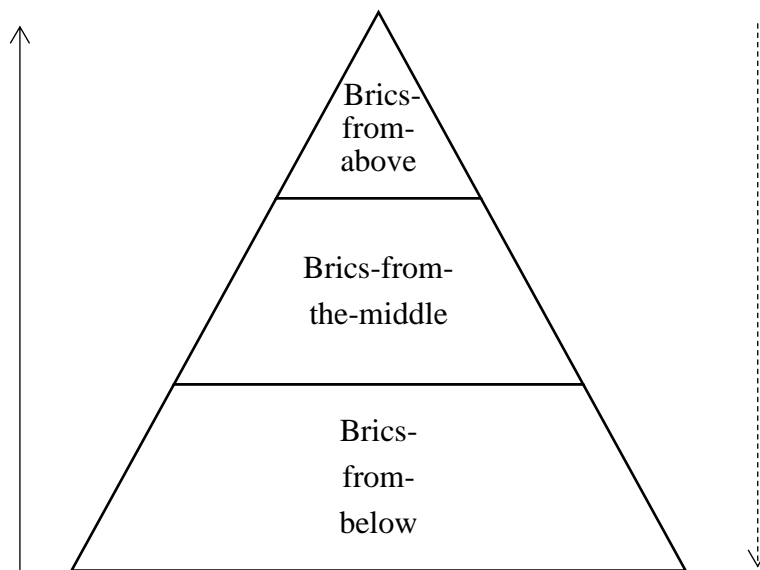 Brics-
from-
above
Brics-from-
the-middle
Brics-
from-
below